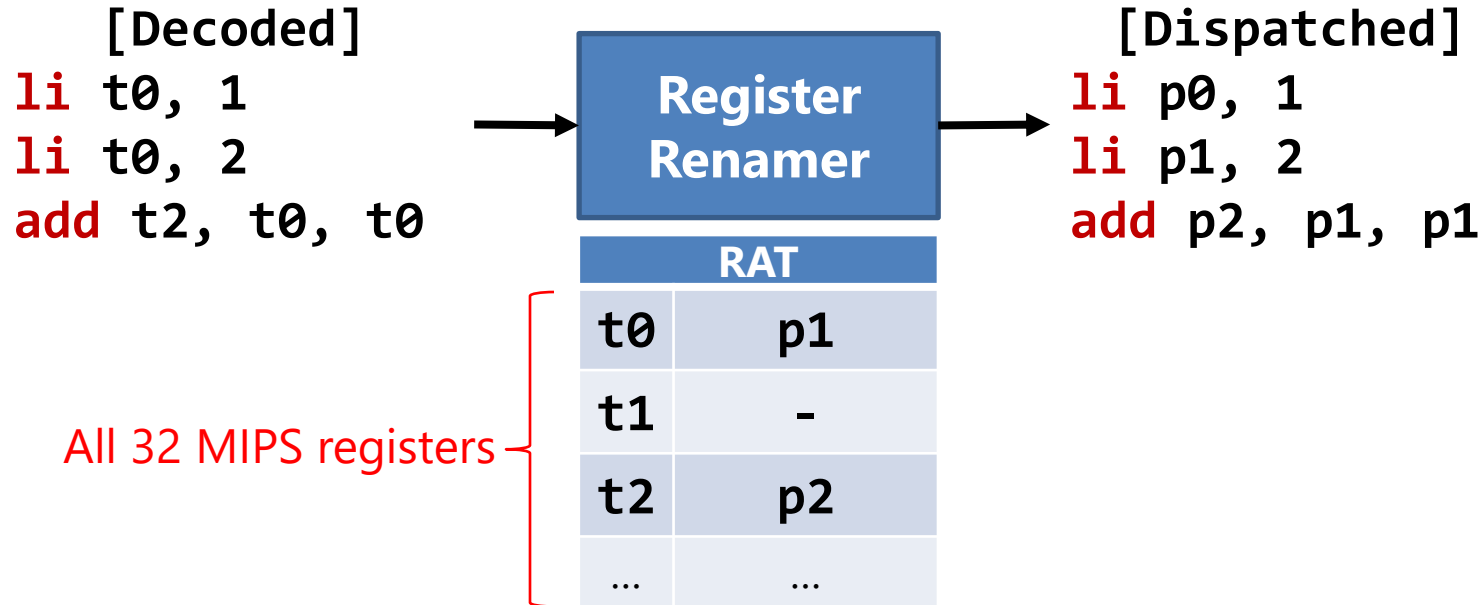 [Decoded]
li t0, 1
li t0, 2
add t2, t0, t0
Register
Renamer
[Dispatched]
li p0, 1
li p1, 2
add p2, p1, p1
RAT
t0 p1
t1 -
t2 p2
... ...
All 32 MIPS registers